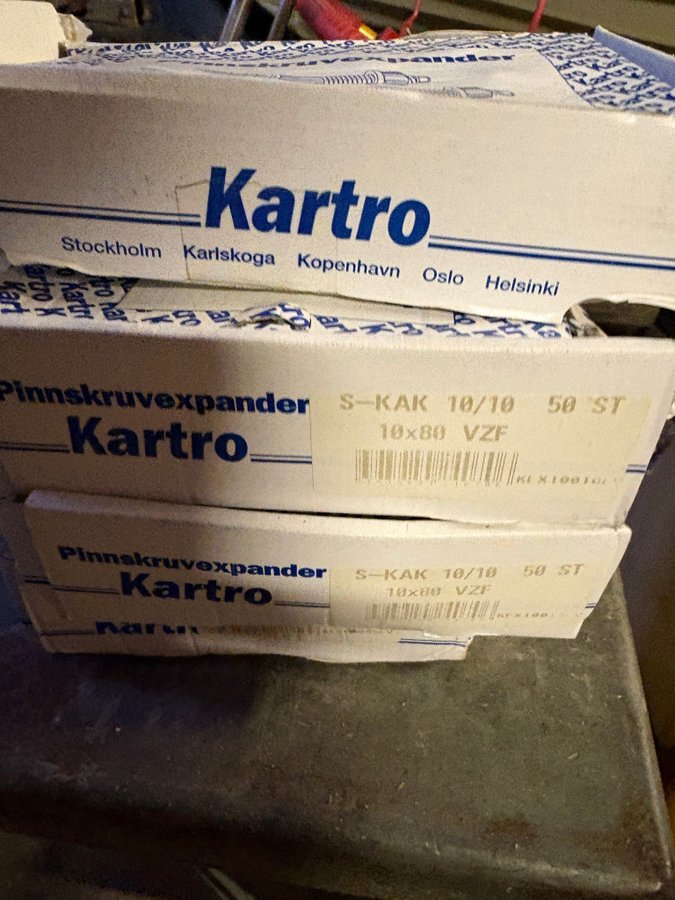 Kartro
Stockholm Karlskoga Kopenhavn Oslo Helsinki
Pinnskruvexpander
Kartro
S-KAK 10/10 50 ST
10x80 VZF
Pinnskruvexpander
Kartro
S-KAK 10/10 50 ST
10x80 VZF